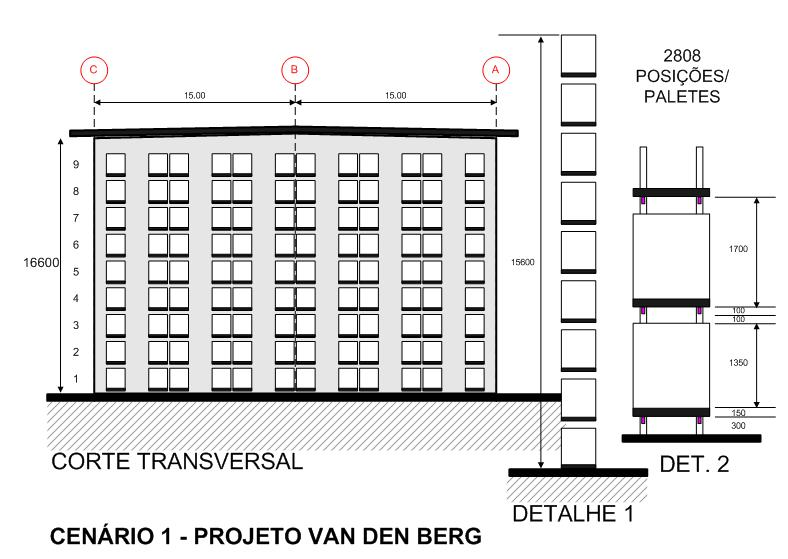 C
B
A
15.00
15.00
2808
POSIÇÕES/
PALETES
9
8
7
6
5
4
3
2
1
16600
15600
1700
100
100
1350
150
300
CORTE TRANSVERSAL
DET. 2
DETALHE 1
CENÁRIO 1 - PROJETO VAN DEN BERG